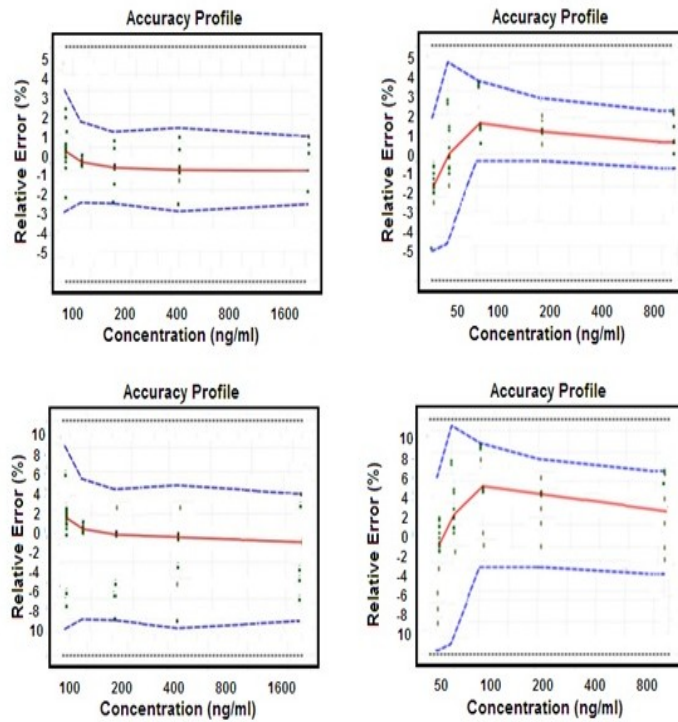 Accuracy Profile
Relative Error (%)
5
4
3
2
1
0
-1
-2
-3
-4
-5
100 200 400 800 1600
Concentration (ng/ml)
Accuracy Profile
Relative Error (%)
5
4
3
2
1
0
-1
-2
-3
-4
-5
50 100 200 400 800
Concentration (ng/ml)
Accuracy Profile
Relative Error (%)
10
8
6
4
2
0
-2
-4
-6
-8
10
100 200 400 800 1600
Concentration (ng/ml)
Accuracy Profile
Relative Error (%)
10
8
6
4
2
0
-2
-4
-6
-8
10
50 100 200 400 800
Concentration (ng/ml)